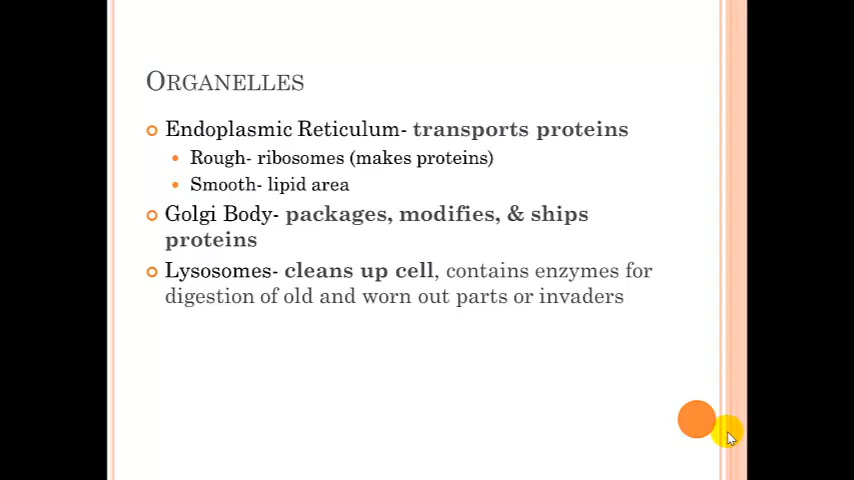 ORGANELLES
Endoplasmic Reticulum- transports proteins
Rough- ribosomes (makes proteins)
Smooth- lipid area
Golgi Body- packages, modifies, & ships
proteins
Lysosomes- cleans up cell, contains enzymes for
digestion of old and worn out parts or invaders